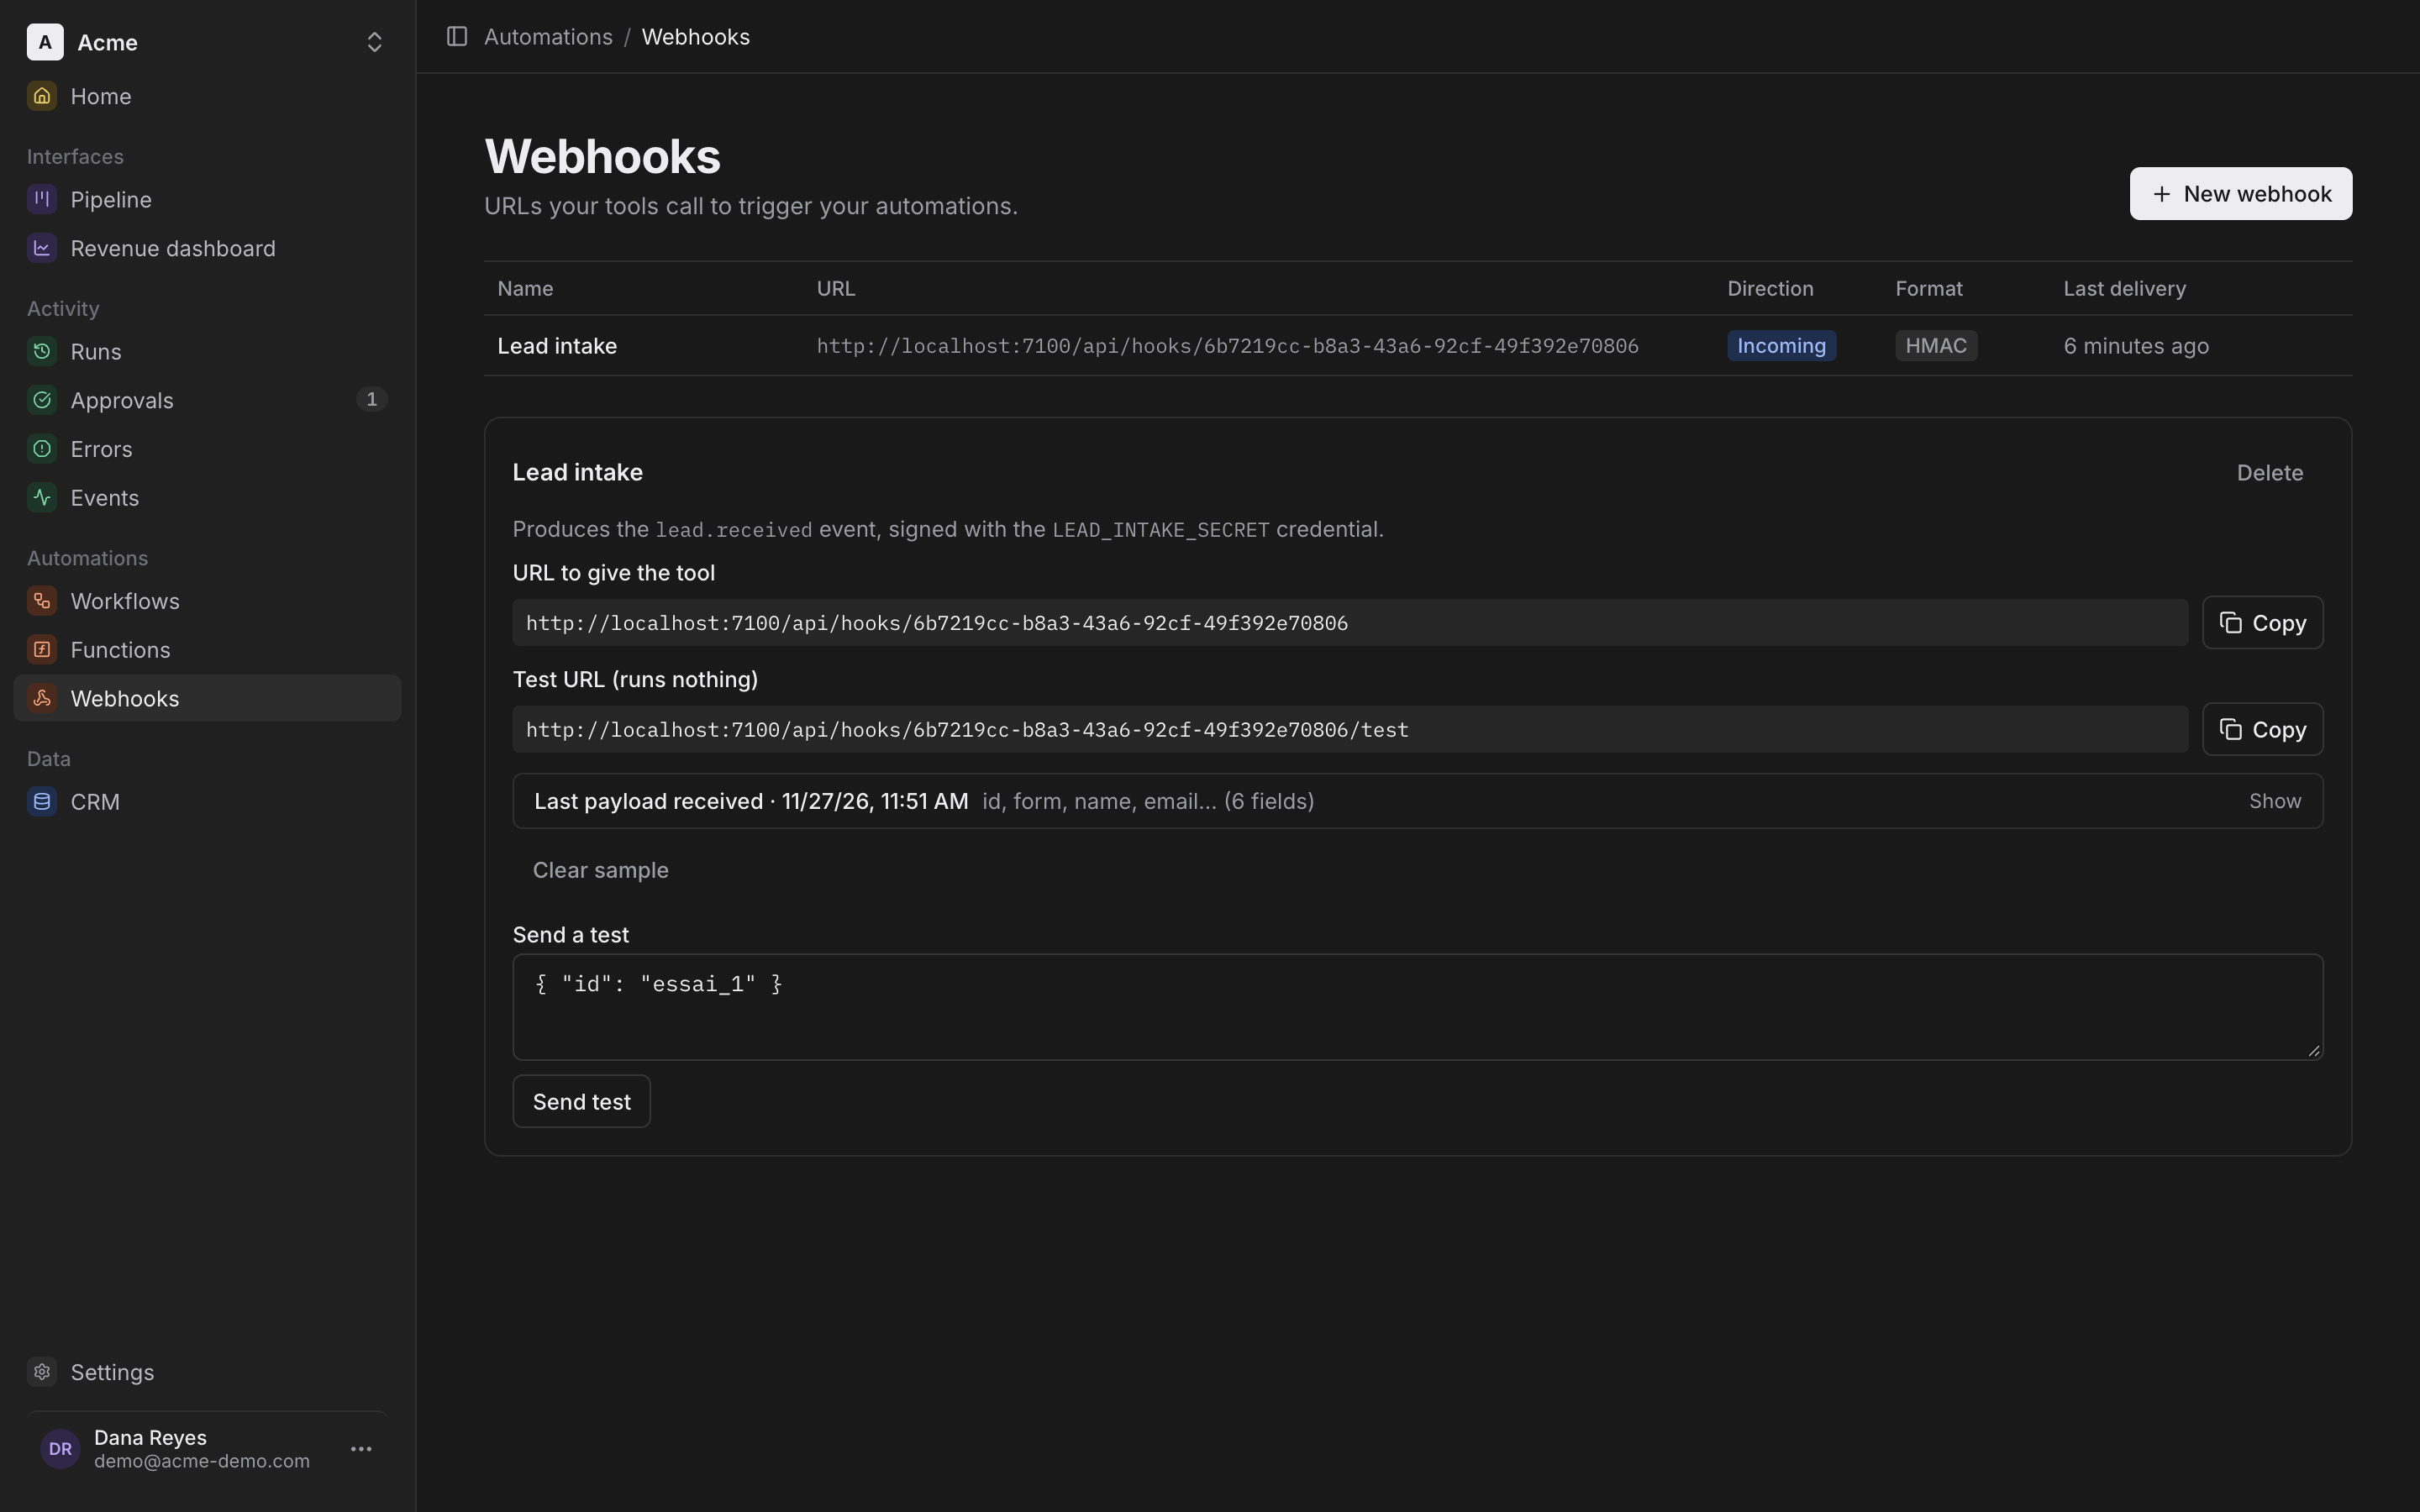 A Acme
Home
Interfaces
Pipeline
Revenue dashboard
Activity
Runs
Approvals 1
Errors
Events
Automations
Workflows
Functions
Webhooks
Data
CRM
Settings
DR Dana Reyes
demo@acme-demo.com
Automations / Webhooks
Webhooks
URLs your tools call to trigger your automations.
New webhook
Name URL Direction Format Last delivery
Lead intake http://localhost:7100/api/hooks/6b7219cc-b8a3-43a6-92cf-49f392e70806 Incoming HMAC 6 minutes ago
Lead intake Delete
Produces the lead.received event, signed with the LEAD_INTAKE_SECRET credential.
URL to give the tool
http://localhost:7100/api/hooks/6b7219cc-b8a3-43a6-92cf-49f392e70806 Copy
Test URL (runs nothing)
http://localhost:7100/api/hooks/6b7219cc-b8a3-43a6-92cf-49f392e70806/test Copy
Last payload received · 11/27/26, 11:51 AM id, form, name, email... (6 fields) Show
Clear sample
Send a test
{ "id": "essai_1" }
Send test